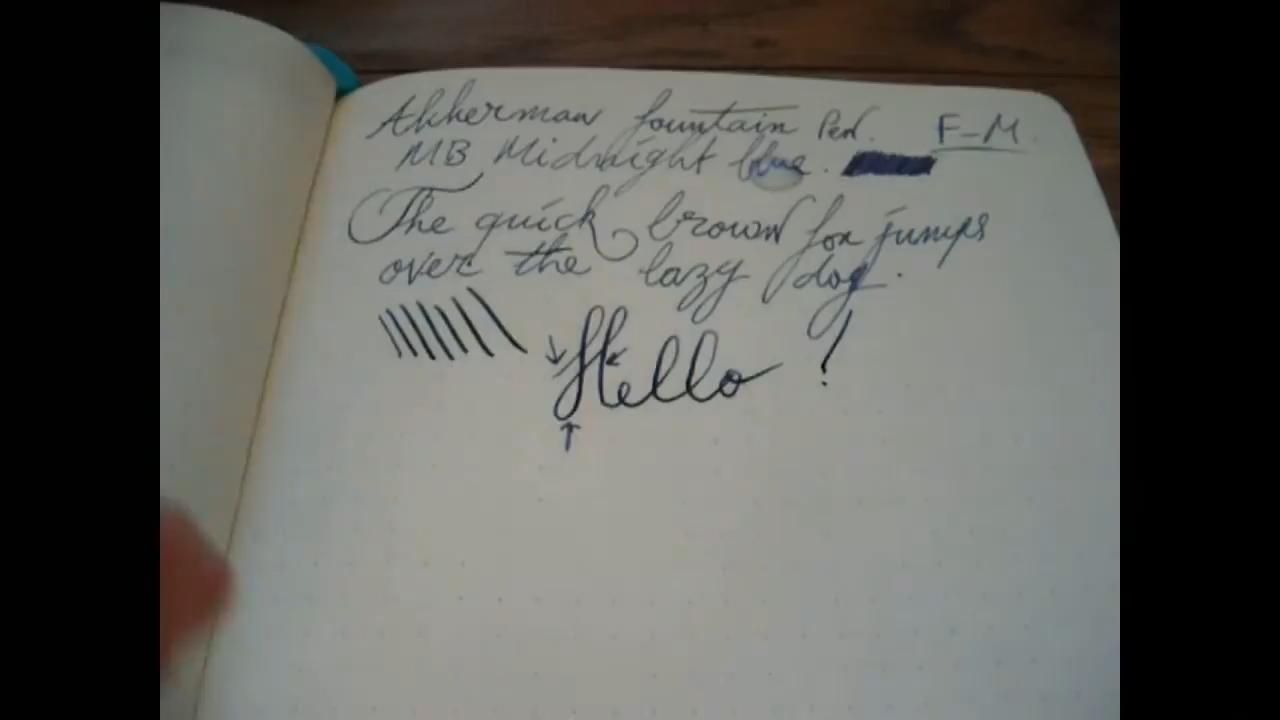 Akkerman fountain Pen. F-M.
MB Midnight blue.
The quick brown fox jumps
over the lazy dog.
Hello !